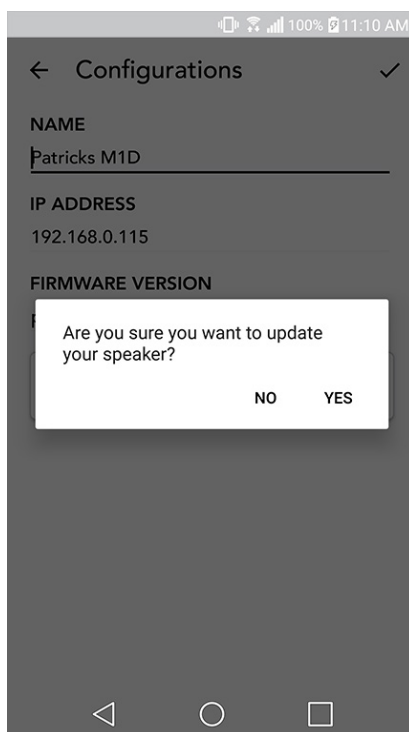 100% 11:10 AM
Configurations
NAME
Patricks M1D
IP ADDRESS
192.168.0.115
FIRMWARE VERSION
Are you sure you want to update
your speaker?
NO YES